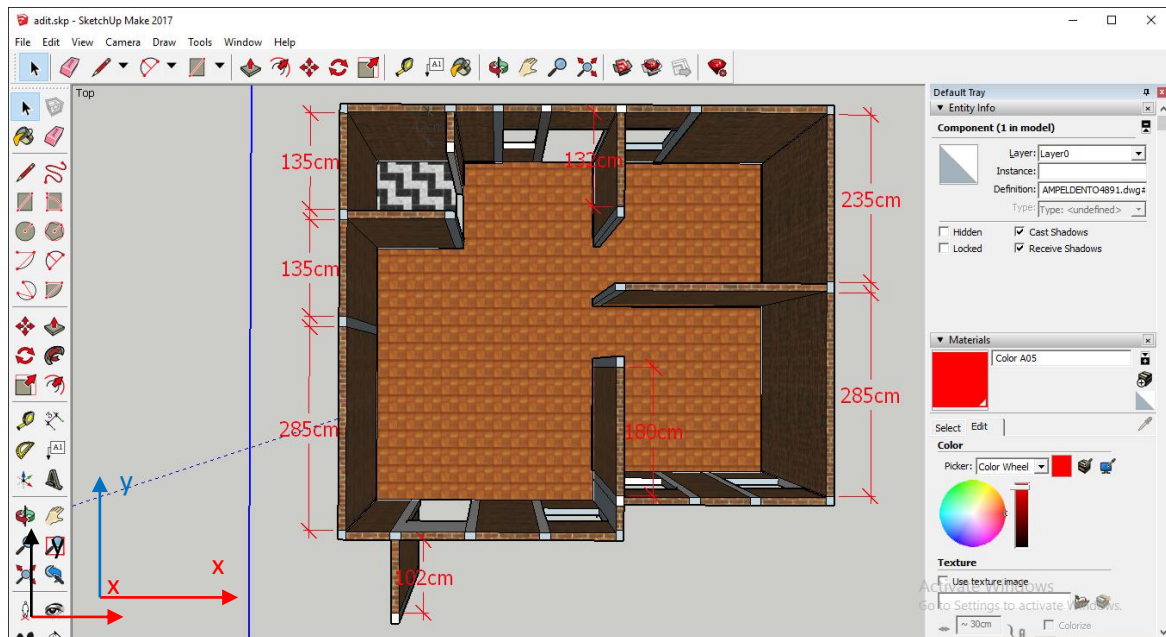 adit.skp - SketchUp Make 2017
File Edit View Camera Draw Tools Window Help
A1
Top
Default Tray
Entity Info
Component (1 in model)
Layer: Layer0
Instance:
Definition: AMPELDENTO4891.dwg#
Type: Type: <undefined>
Hidden Cast Shadows
Locked Receive Shadows
135cm
132cm
235cm
135cm
285cm
180cm
285cm
102cm
Materials
Color A05
Select Edit
Color
Picker: Color Wheel
A1
y
x
y
x
Texture
Use texture image
Activate Windows
Go to Settings to activate Windows.
~ 30cm
Colorize